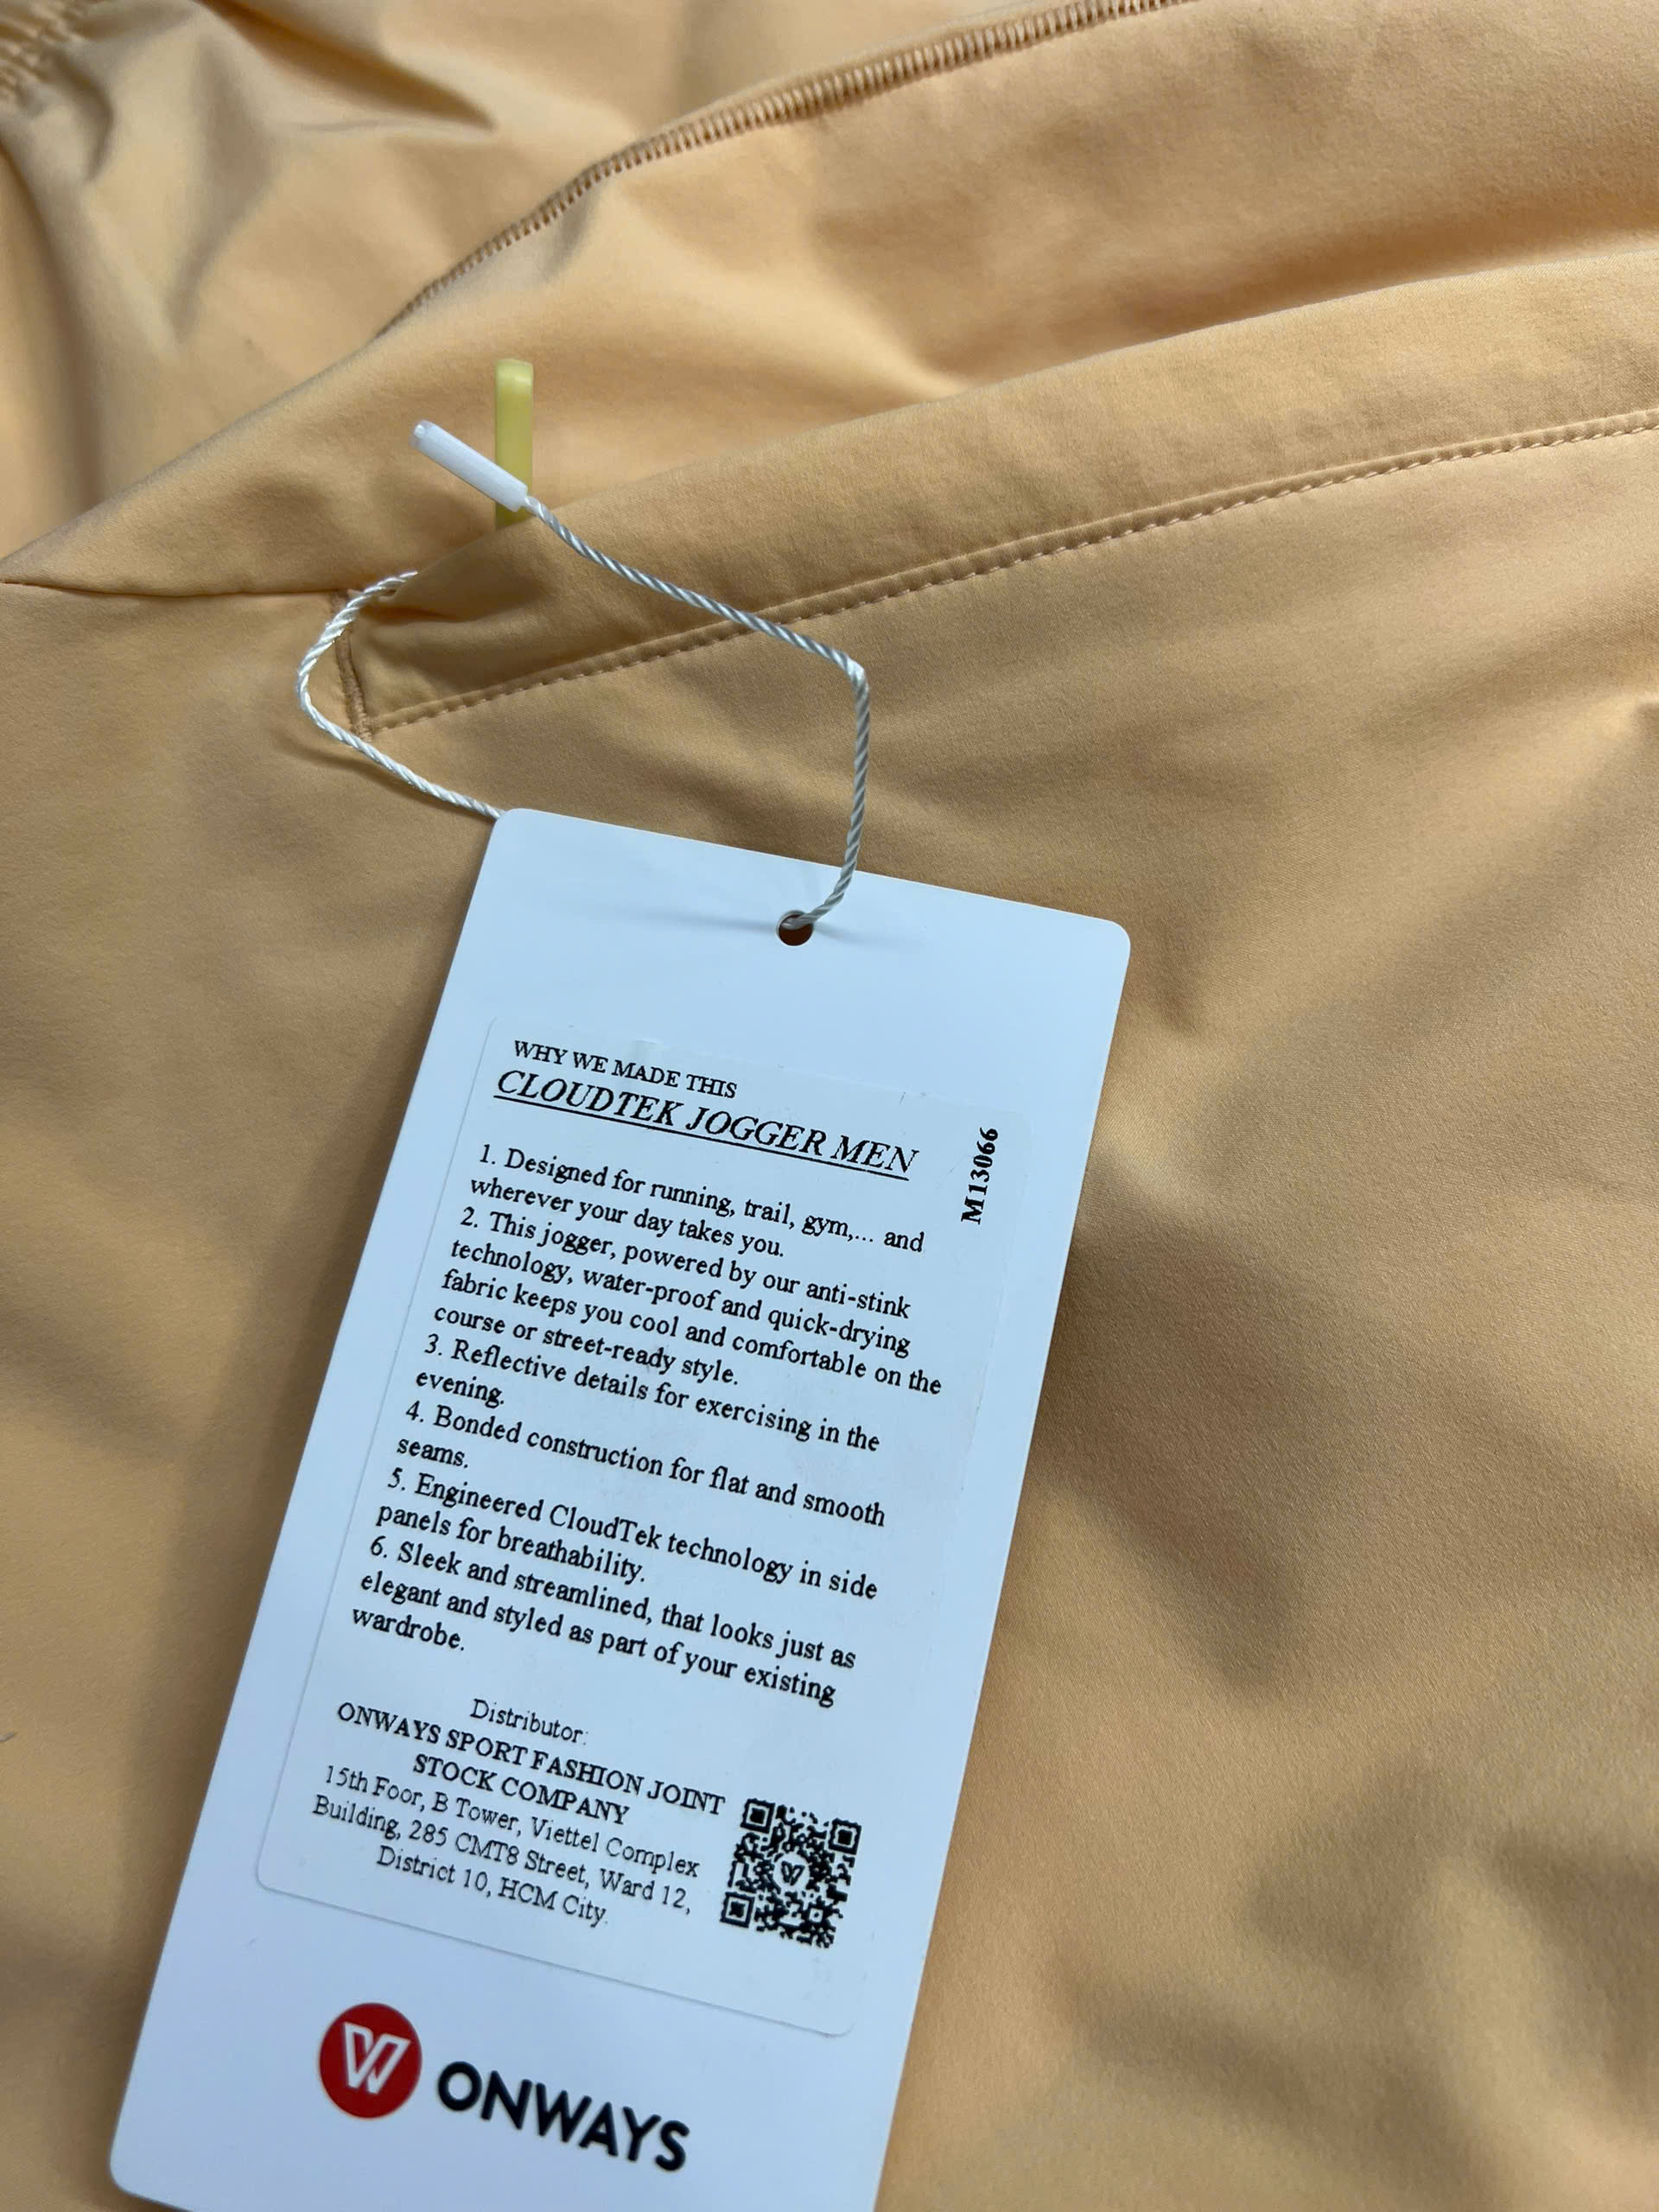 WHY WE MADE THIS
CLOUDTEK JOGGER MEN
M13066
1. Designed for running, trail, gym,... and
wherever your day takes you.
2. This jogger, powered by our anti-stink
technology, water-proof and quick-drying
fabric keeps you cool and comfortable on the
course or street-ready style.
3. Reflective details for exercising in the
evening.
4. Bonded construction for flat and smooth
seams.
5. Engineered CloudTek technology in side
panels for breathability.
6. Sleek and streamlined, that looks just as
elegant and styled as part of your existing
wardrobe.
Distributor:
ONWAYS SPORT FASHION JOINT
STOCK COMPANY
15th Foor, B Tower, Viettel Complex
Building, 285 CMT8 Street, Ward 12,
District 10, HCM City.
ONWAYS